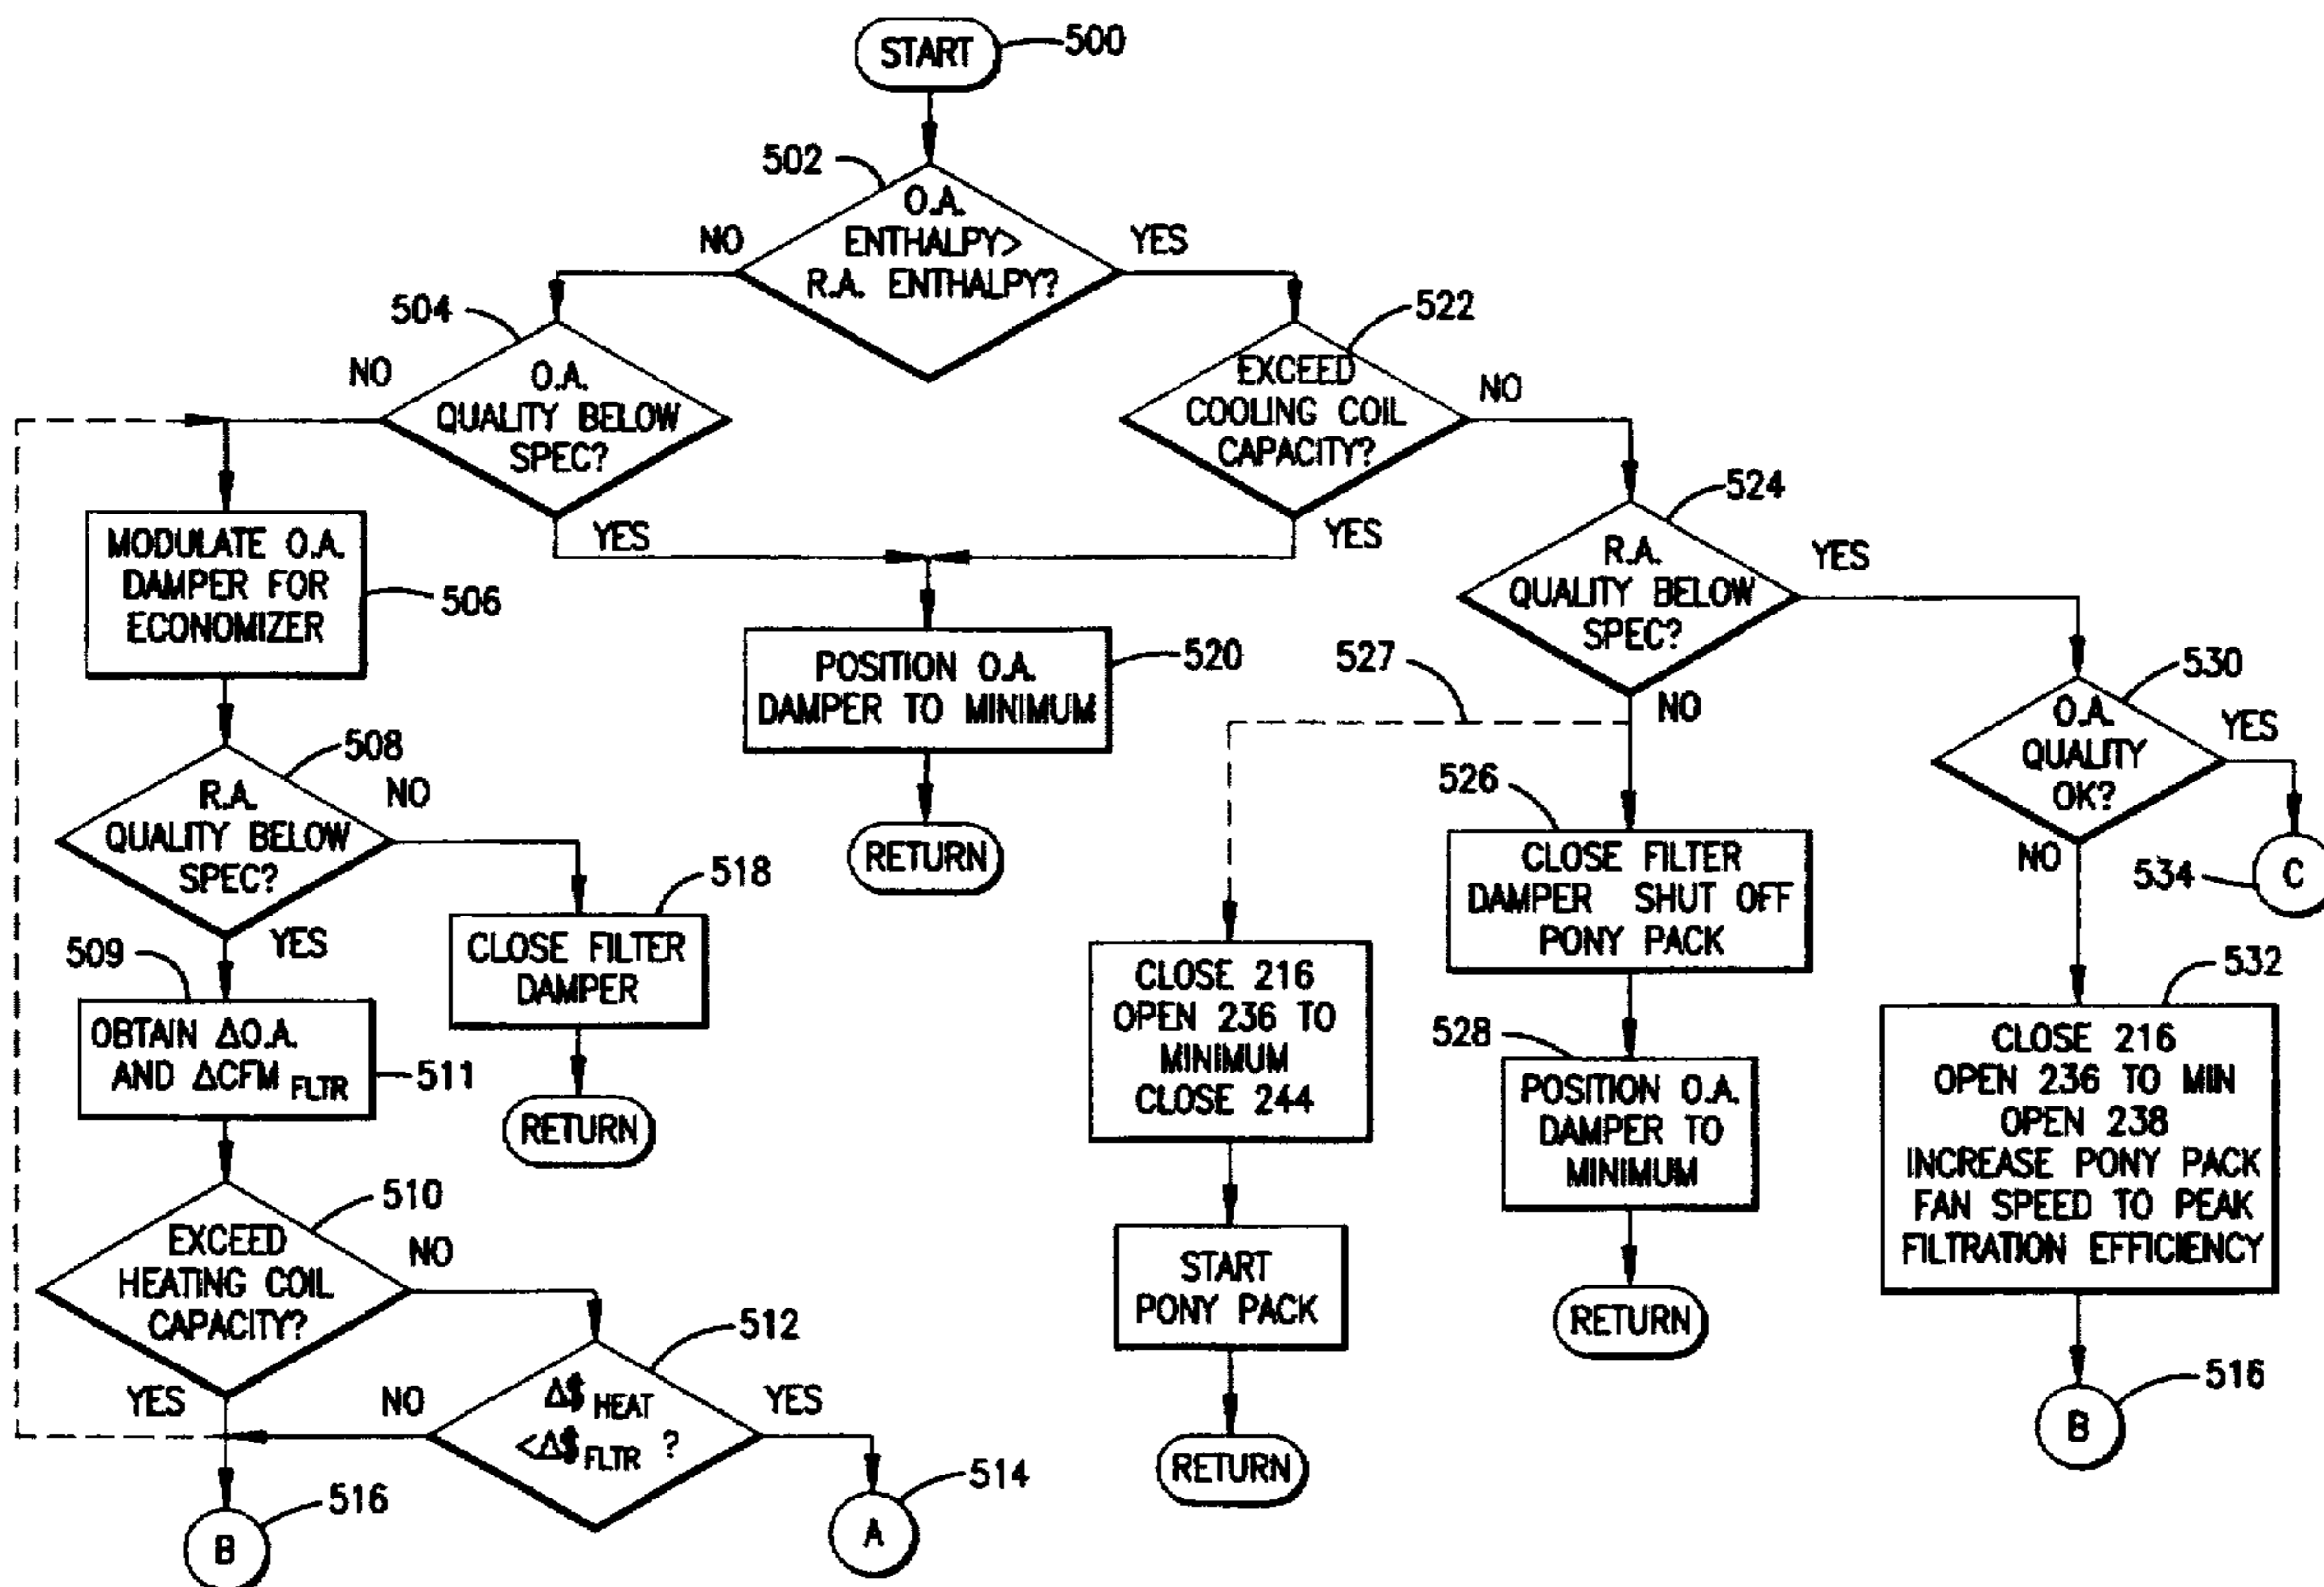 START
500
502
O.A.
ENTHALPY>
R.A. ENTHALPY?
NO
YES
504
NO
O.A.
QUALITY BELOW
SPEC?
YES
522
EXCEED
COOLING COIL
CAPACITY?
NO
YES
MODULATE O.A.
DAMPER FOR
ECONOMIZER
506
POSITION O.A.
DAMPER TO MINIMUM
520
RETURN
524
R.A.
QUALITY BELOW
SPEC?
YES
NO
527
530
O.A.
QUALITY
OK?
YES
NO
C
534
508
R.A.
QUALITY BELOW
SPEC?
NO
YES
518
CLOSE FILTER
DAMPER
RETURN
509
OBTAIN ΔO.A.
AND ΔCFM FLTR
511
510
EXCEED
HEATING COIL
CAPACITY?
NO
YES
512
Δ$ HEAT
<Δ$ FLTR ?
NO
YES
B
516
A
514
CLOSE 216
OPEN 236 TO
MINIMUM
CLOSE 244
START
PONY PACK
RETURN
526
CLOSE FILTER
DAMPER SHUT OFF
PONY PACK
528
POSITION O.A.
DAMPER TO
MINIMUM
RETURN
532
CLOSE 216
OPEN 236 TO MIN
OPEN 238
INCREASE PONY PACK
FAN SPEED TO PEAK
FILTRATION EFFICIENCY
B
516